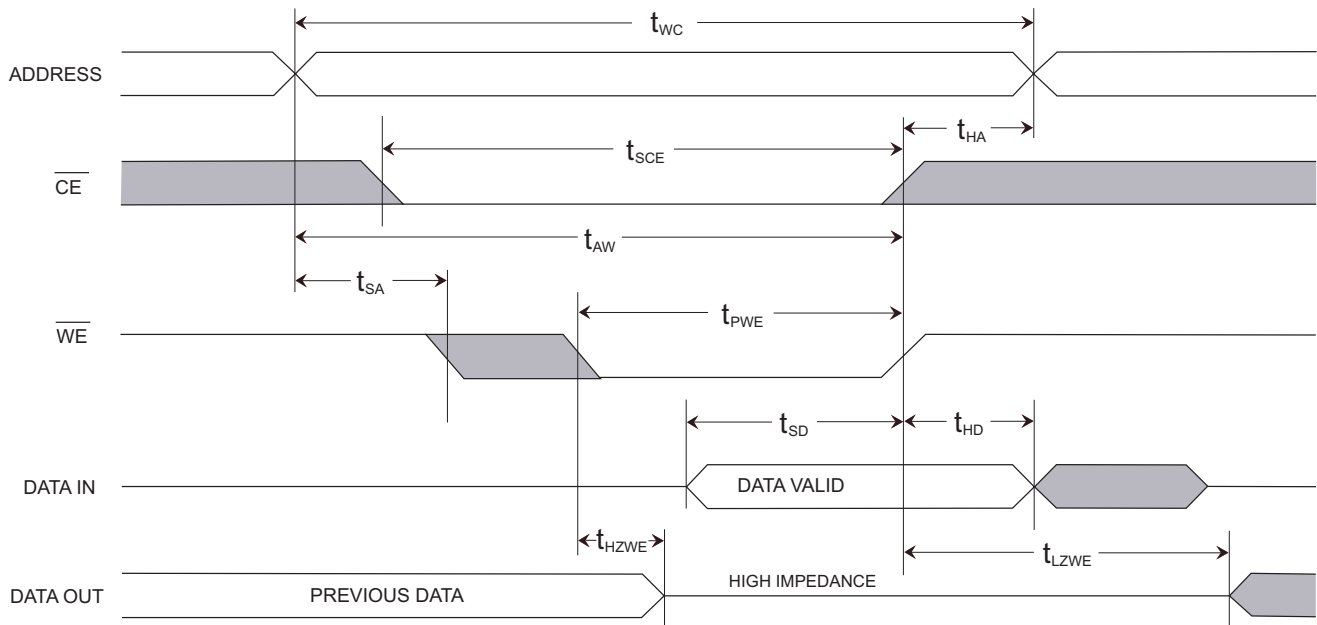 tWC
ADDRESS
tHA
tSCE
CE
tAW
tSA
tPWE
WE
tSD
tHD
DATA IN
DATA VALID
tHZWE
tLZWE
DATA OUT
PREVIOUS DATA
HIGH IMPEDANCE